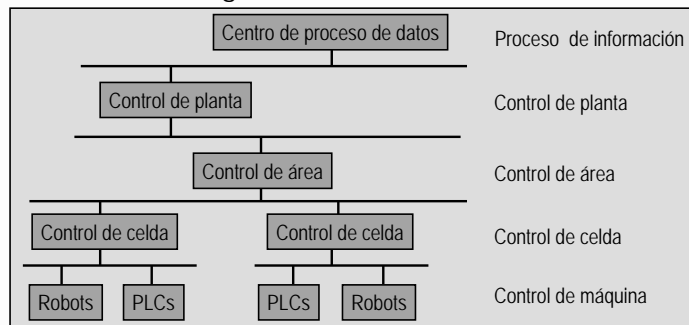 Centro de proceso de datos
Proceso de información
Control de planta
Control de planta
Control de área
Control de área
Control de celda
Control de celda
Control de celda
Robots
PLCs
PLCs
Robots
Control de máquina